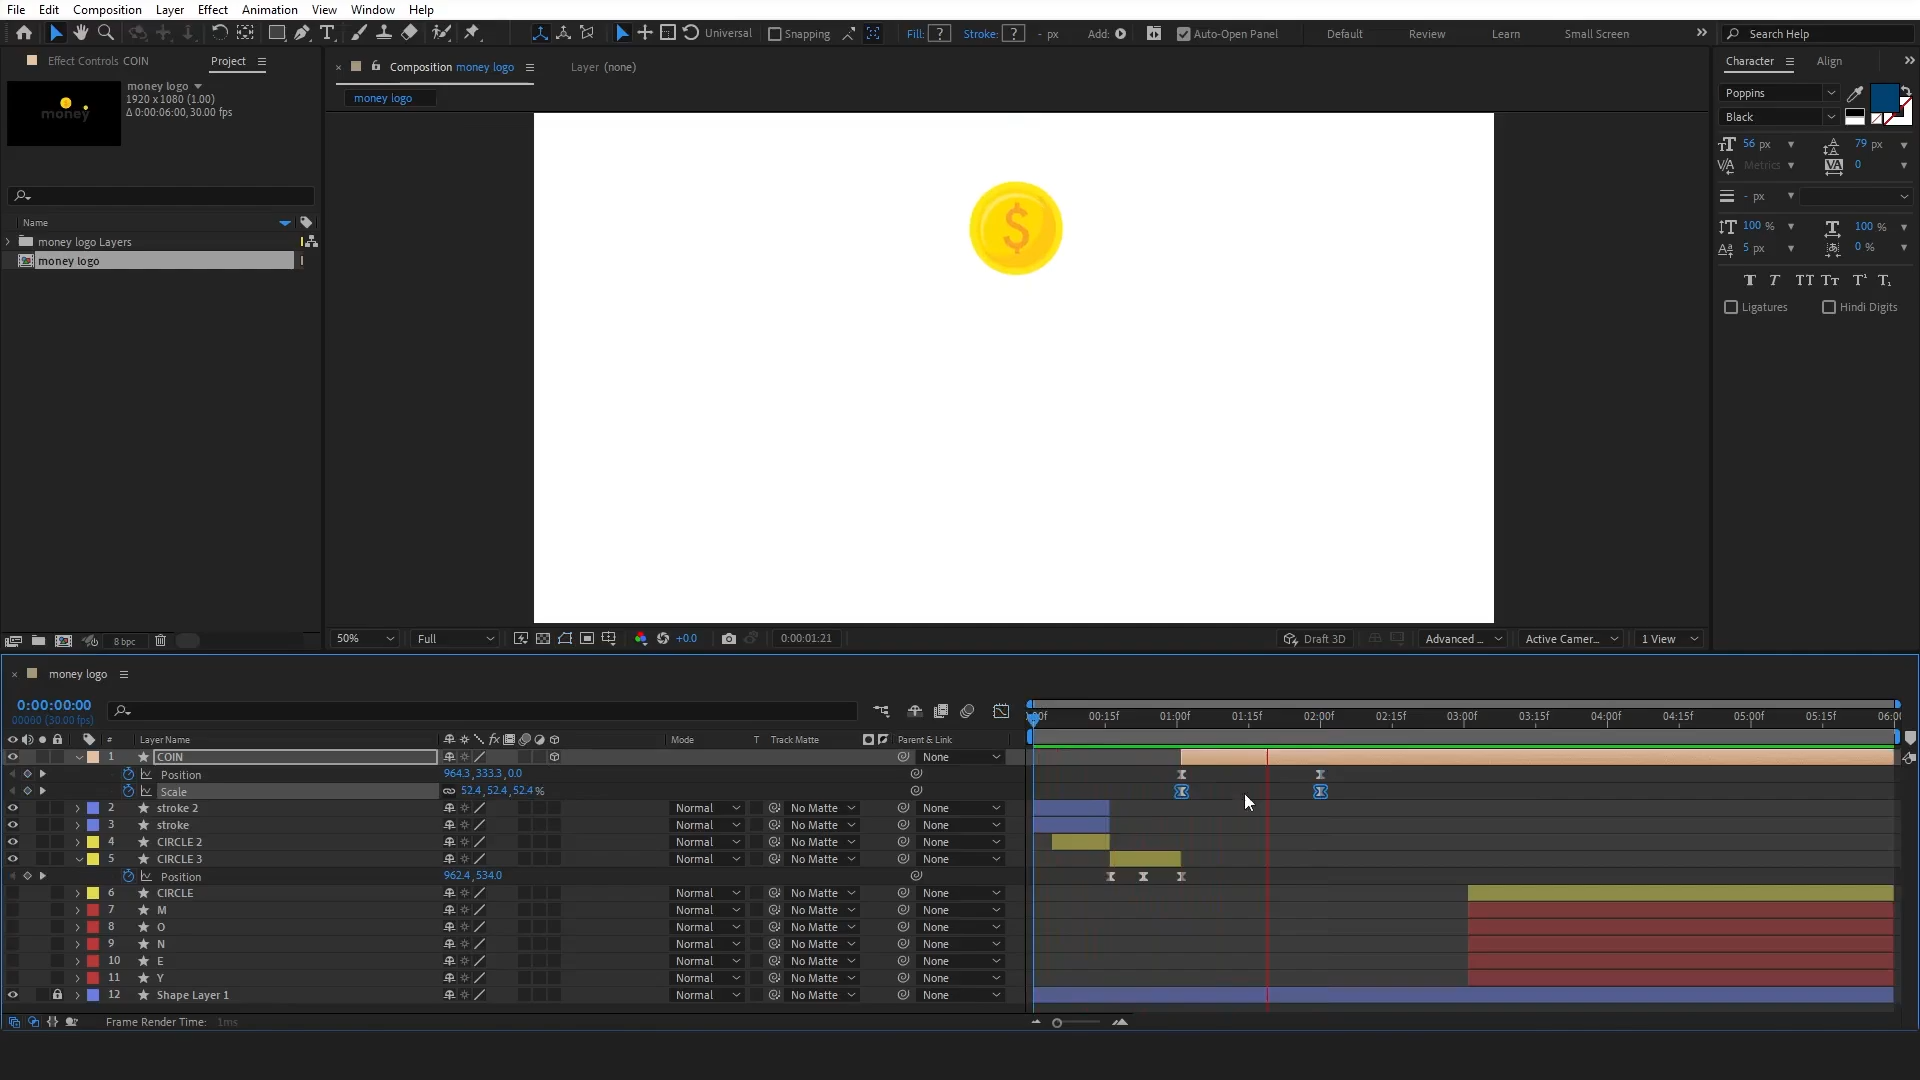 File Edit Composition Layer Effect Animation View Window Help
Universal Snapping Fill: ? Stroke: ? - px Add: Auto-Open Panel Default Review Learn Small Screen Search Help
Effect Controls COIN Project
Composition money logo Layer (none)
Character Align
money logo
1920 x 1080 (1.00)
Δ 0:00:06:00, 30.00 fps
money
money logo
Poppins
Black
56 px 79 px
Metrics 0
- px
100 % 100 %
5 px 0 %
T T TT Tt T¹ T₁
Ligatures Hindi Digits
Name
money logo Layers
money logo
$
8 bpc
50% Full +0.0 0:00:01:21 Draft 3D Advanced ... Active Camer... 1 View
money logo
0:00:00:00
00000 (30.00 fps)
00f 00:15f 01:00f 01:15f 02:00f 02:15f 03:00f 03:15f 04:00f 04:15f 05:00f 05:15f 06:0
# Layer Name Mode T Track Matte Parent & Link
1 COIN None
Position 964.3,333.3,0.0
Scale 52.4,52.4,52.4%
2 stroke 2 Normal No Matte None
3 stroke Normal No Matte None
4 CIRCLE 2 Normal No Matte None
5 CIRCLE 3 Normal No Matte None
Position 962.4,534.0
6 CIRCLE Normal No Matte None
7 M Normal No Matte None
8 O Normal No Matte None
9 N Normal No Matte None
10 E Normal No Matte None
11 Y Normal No Matte None
12 Shape Layer 1 Normal No Matte None
Frame Render Time: 1ms